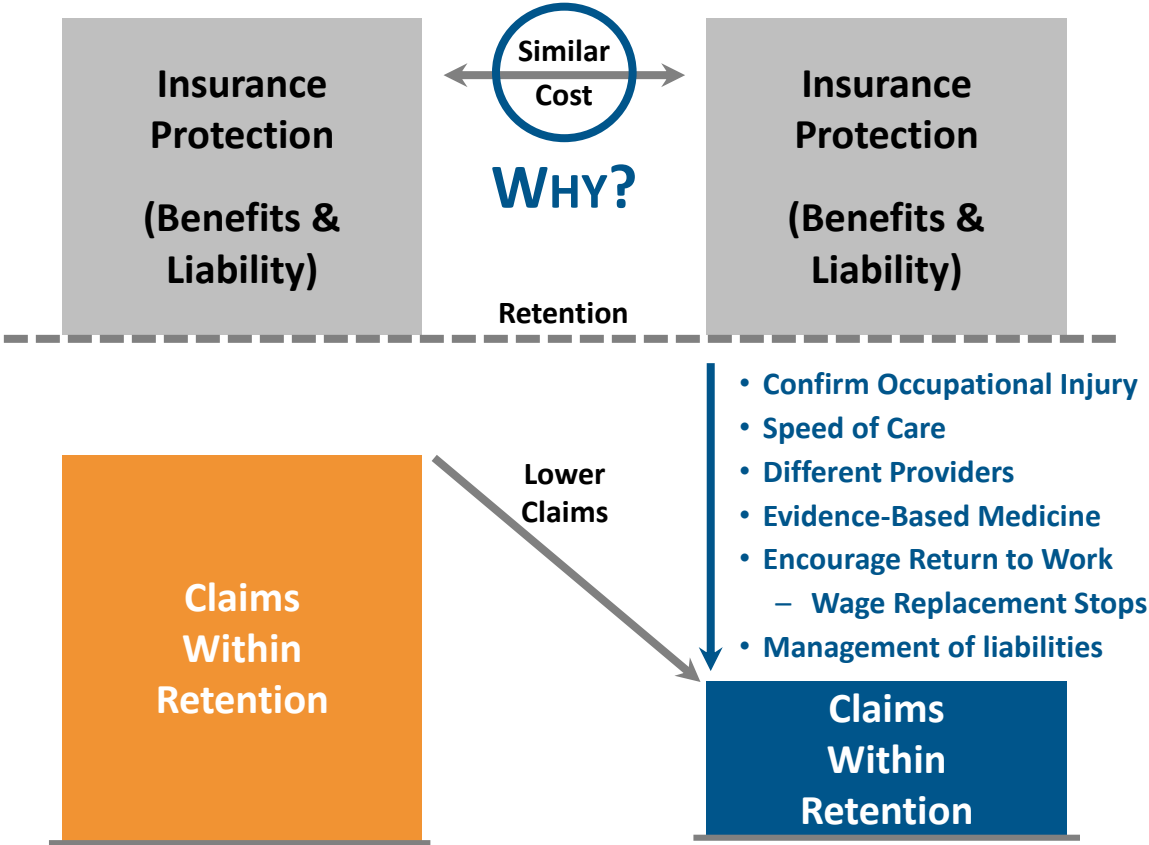 Insurance
Protection
(Benefits &
Liability)
Similar
Cost
WHY?
Insurance
Protection
(Benefits &
Liability)
Retention
Claims
Within
Retention
Lower
Claims
• Confirm Occupational Injury
• Speed of Care
• Different Providers
• Evidence-Based Medicine
• Encourage Return to Work
– Wage Replacement Stops
• Management of liabilities
Claims
Within
Retention